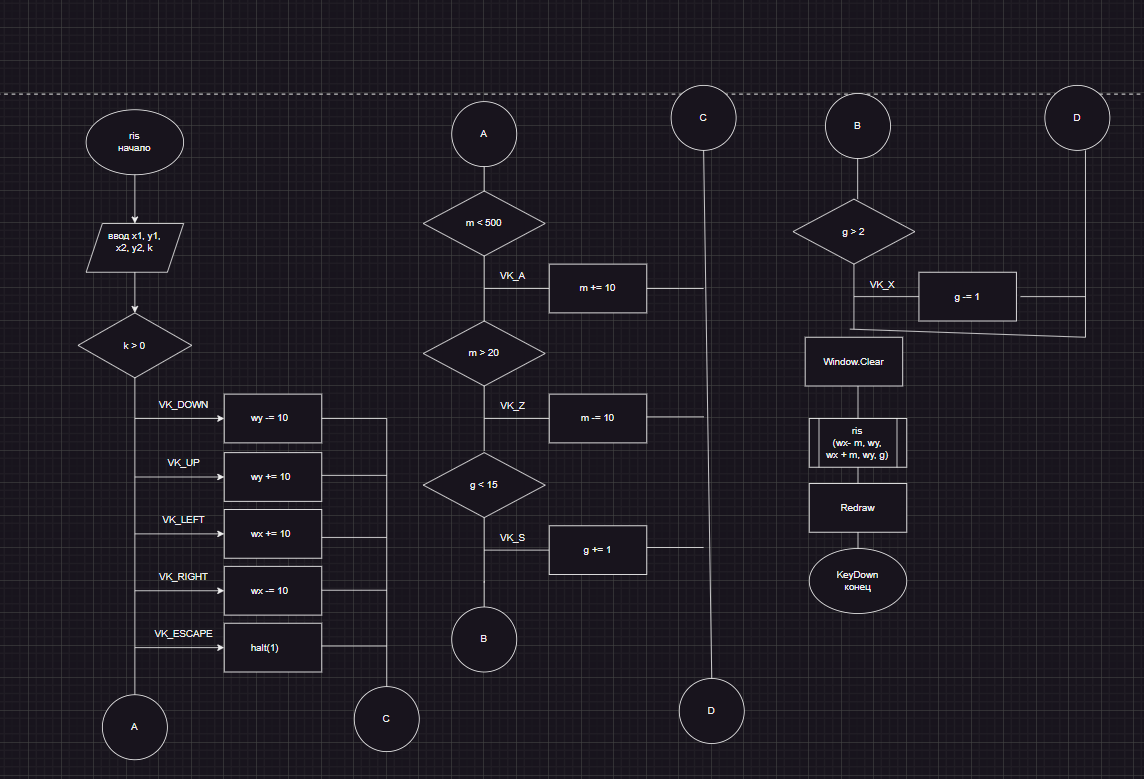 ris
начало
ввод x1, y1,
x2, y2, k
k > 0
VK_DOWN
wy -= 10
VK_UP
wy += 10
VK_LEFT
wx += 10
VK_RIGHT
wx -= 10
VK_ESCAPE
halt(1)
A
C
A
m < 500
VK_A
m += 10
m > 20
VK_Z
m -= 10
g < 15
VK_S
g += 1
B
C
D
B
g > 2
VK_X
g -= 1
Window.Clear
ris
(wx- m, wy,
wx + m, wy, g)
Redraw
KeyDown
конец
D